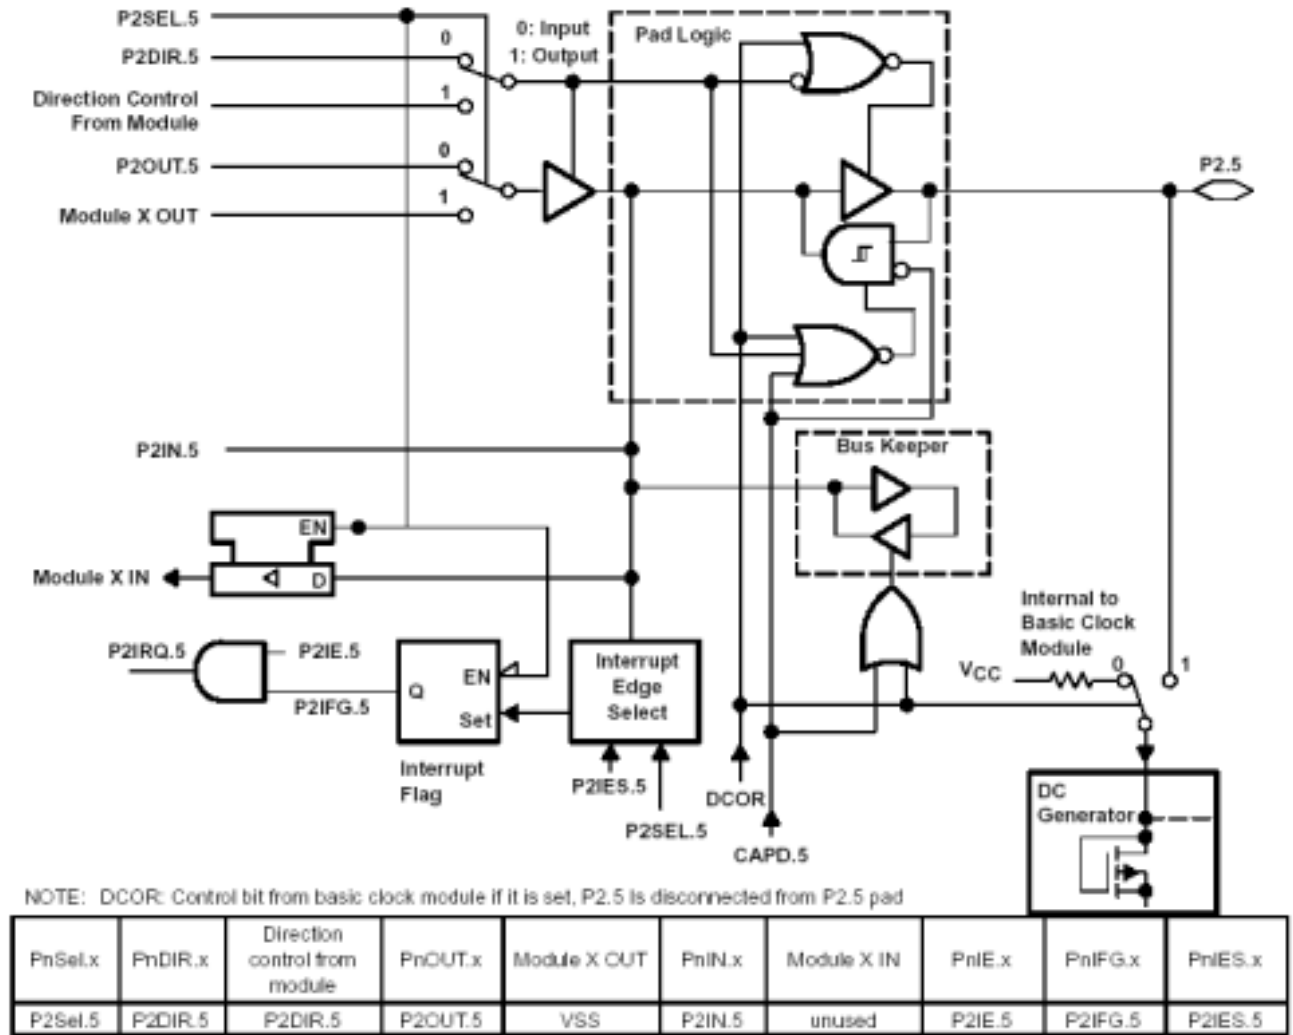 P2SEL.5
P2DIR.5
0
0: Input
1: Output
Pad Logic
Direction Control
From Module
1
P2OUT.5
0
P2.5
Module X OUT
1
P2IN.5
Bus Keeper
EN
Module X IN
D
Internal to
Basic Clock
Module
P2IRQ.5
P2IE.5
P2IFG.5
Q
EN
Set
Interrupt
Edge
Select
VCC
0
1
Interrupt
Flag
P2IES.5
P2SEL.5
DCOR
CAPD.5
DC
Generator
NOTE: DCOR: Control bit from basic clock module if it is set, P2.5 Is disconnected from P2.5 pad
PnSel.x PnDIR.x Direction control from module PnOUT.x Module X OUT PnIN.x Module X IN PnIE.x PnIFG.x PnIES.x
P2Sel.5 P2DIR.5 P2DIR.5 P2OUT.5 VSS P2IN.5 unused P2IE.5 P2IFG.5 P2IES.5